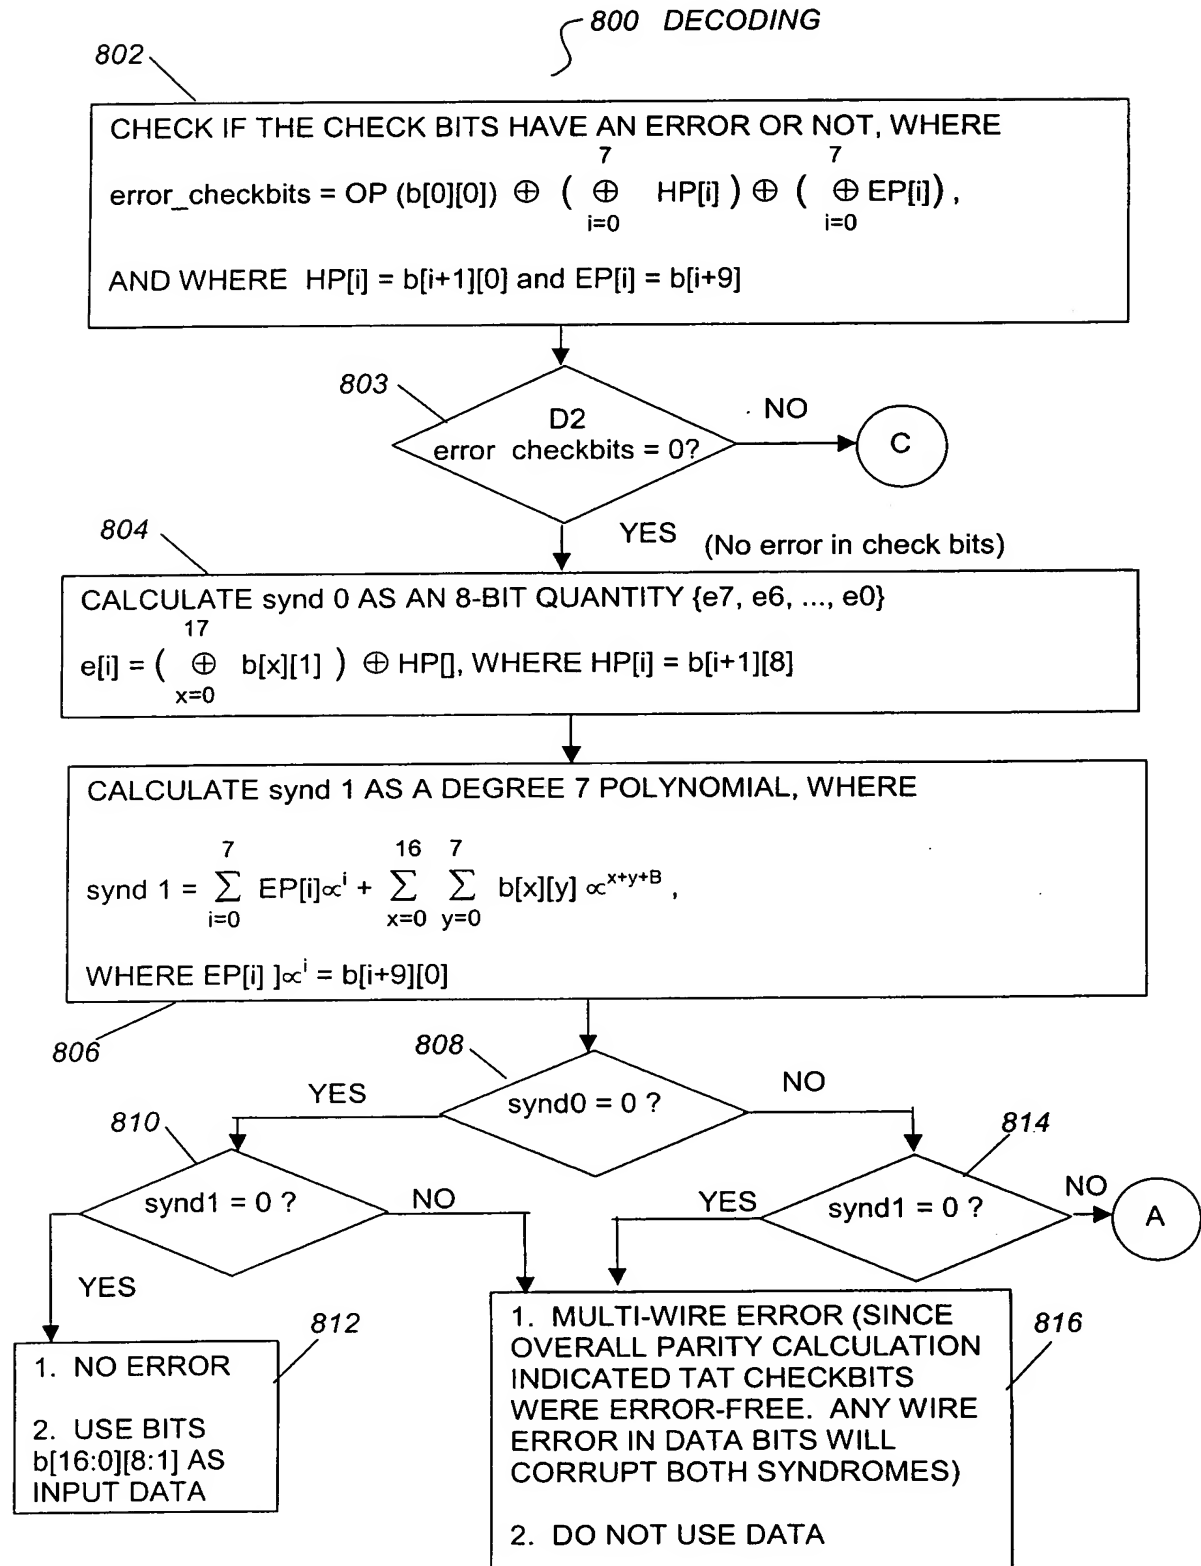 800 DECODING
802
CHECK IF THE CHECK BITS HAVE AN ERROR OR NOT, WHERE
7 7
error_checkbits = OP (b[0][0]) ⊕ ( ⊕ HP[i] ) ⊕ ( ⊕ EP[i]) ,
i=0 i=0
AND WHERE HP[i] = b[i+1][0] and EP[i] = b[i+9]
803
D2
error checkbits = 0?
NO
C
YES
(No error in check bits)
804
CALCULATE synd 0 AS AN 8-BIT QUANTITY {e7, e6, ..., e0}
17
e[i] = ( ⊕ b[x][1] ) ⊕ HP[], WHERE HP[i] = b[i+1][8]
x=0
CALCULATE synd 1 AS A DEGREE 7 POLYNOMIAL, WHERE
7 16 7
synd 1 = ∑ EP[i]∝^i + ∑ ∑ b[x][y] ∝^x+y+B ,
i=0 x=0 y=0
WHERE EP[i] ]∝^i = b[i+9][0]
806
808
synd0 = 0 ?
YES
NO
810
synd1 = 0 ?
NO
YES
814
synd1 = 0 ?
YES
NO
A
812
1. NO ERROR
2. USE BITS
b[16:0][8:1] AS
INPUT DATA
816
1. MULTI-WIRE ERROR (SINCE
OVERALL PARITY CALCULATION
INDICATED TAT CHECKBITS
WERE ERROR-FREE. ANY WIRE
ERROR IN DATA BITS WILL
CORRUPT BOTH SYNDROMES)
2. DO NOT USE DATA